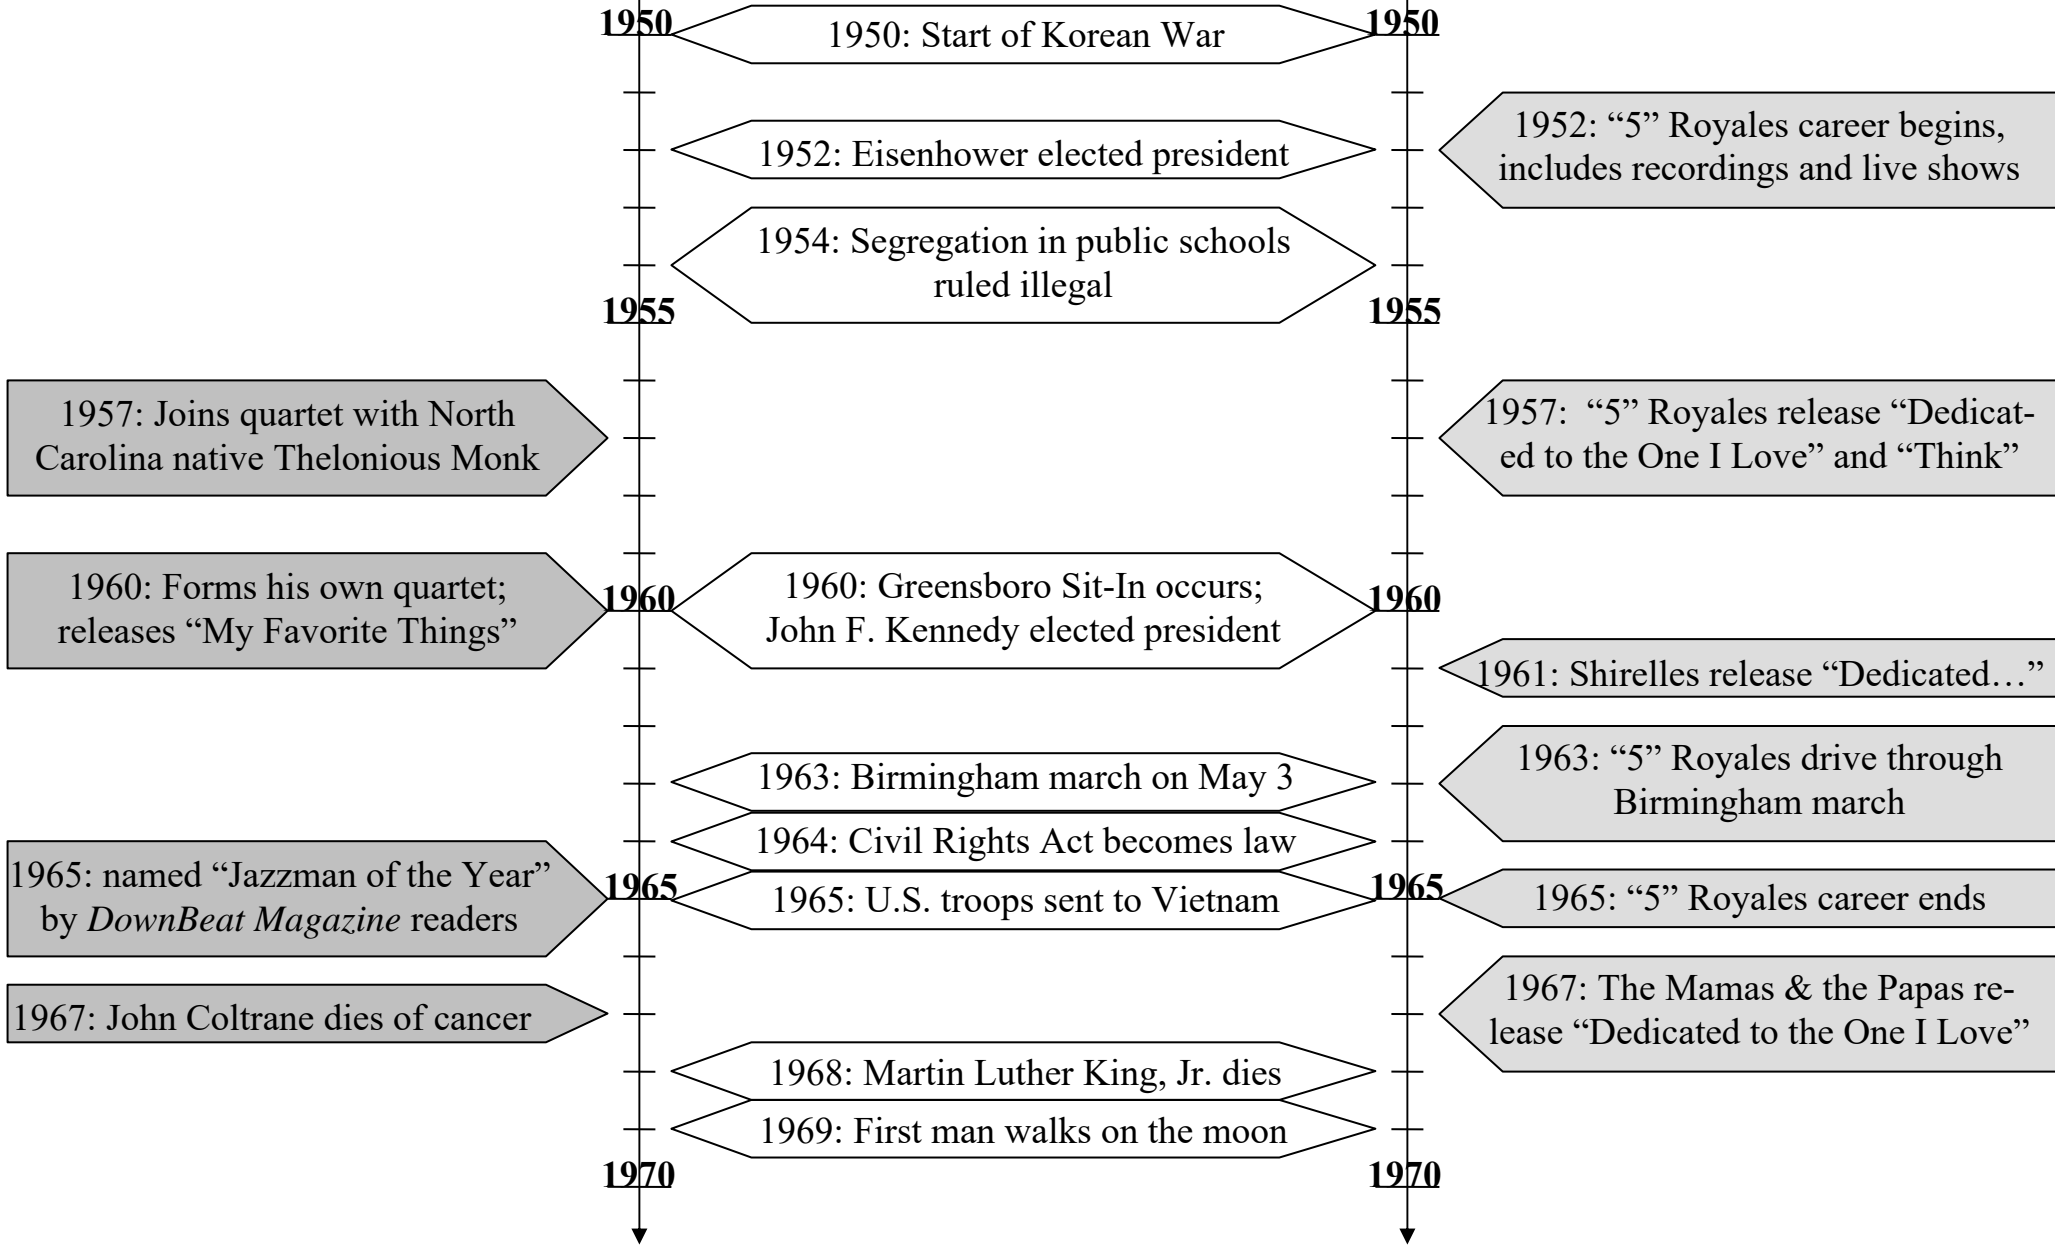 1950
1950: Start of Korean War
1950
1952: Eisenhower elected president
1952: “5” Royales career begins,
includes recordings and live shows
1954: Segregation in public schools
ruled illegal
1955
1955
1957: Joins quartet with North
Carolina native Thelonious Monk
1957:  “5” Royales release “Dedicat-
ed to the One I Love” and “Think”
1960: Forms his own quartet;
releases “My Favorite Things”
1960
1960: Greensboro Sit-In occurs;
John F. Kennedy elected president
1960
1961: Shirelles release “Dedicated…”
1963: Birmingham march on May 3
1963: “5” Royales drive through
Birmingham march
1964: Civil Rights Act becomes law
1965: named “Jazzman of the Year”
by DownBeat Magazine readers
1965
1965: U.S. troops sent to Vietnam
1965
1965: “5” Royales career ends
1967: John Coltrane dies of cancer
1967: The Mamas & the Papas re-
lease “Dedicated to the One I Love”
1968: Martin Luther King, Jr. dies
1969: First man walks on the moon
1970
1970